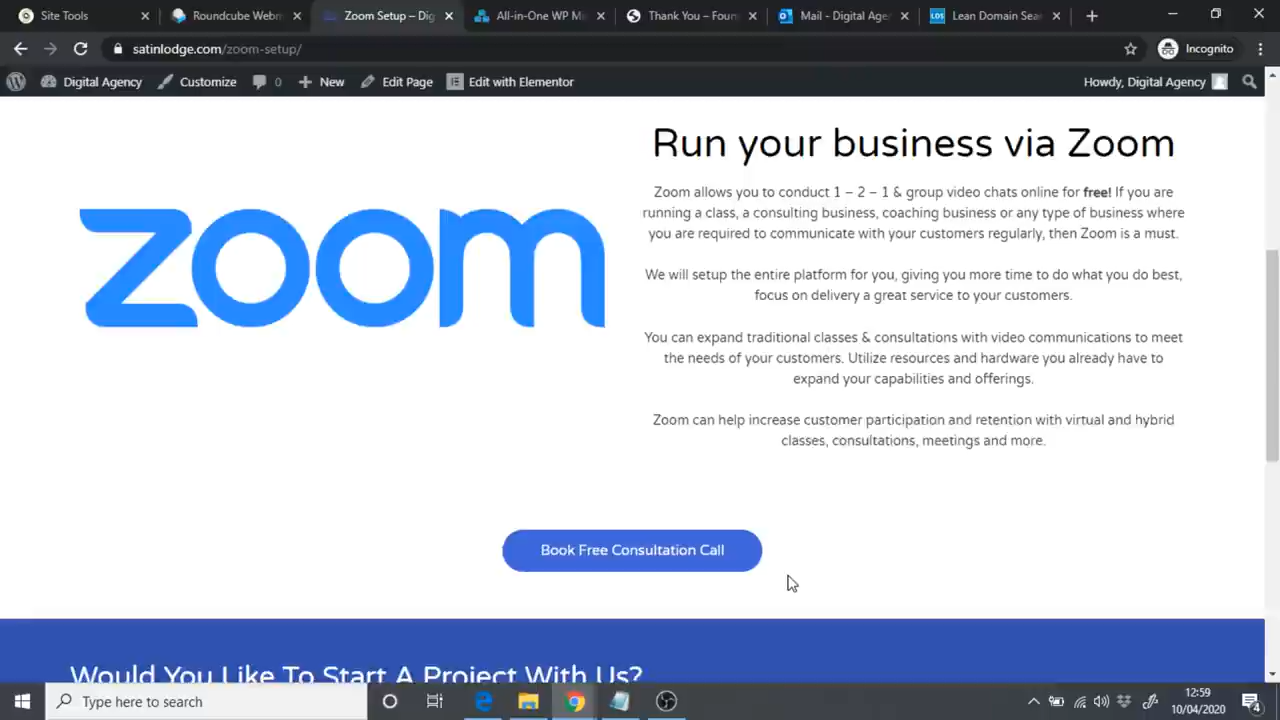 Site Tools
Roundcube Webm
Zoom Setup – Dig
All-in-One WP M
Thank You – Foun
Mail - Digital Age
LDS
Lean Domain Sea
Incognito
satinlodge.com/zoom-setup/
Digital Agency
Customize
0
New
Edit Page
Edit with Elementor
Howdy, Digital Agency
zoom
Run your business via Zoom
Zoom allows you to conduct 1 – 2 – 1 & group video chats online for free! If you are
running a class, a consulting business, coaching business or any type of business where
you are required to communicate with your customers regularly, then Zoom is a must.
We will setup the entire platform for you, giving you more time to do what you do best,
focus on delivery a great service to your customers.
You can expand traditional classes & consultations with video communications to meet
the needs of your customers. Utilize resources and hardware you already have to
expand your capabilities and offerings.
Zoom can help increase customer participation and retention with virtual and hybrid
classes, consultations, meetings and more.
Book Free Consultation Call
Would You Like To Start A Project With Us?
Type here to search
12:59
10/04/2020
4